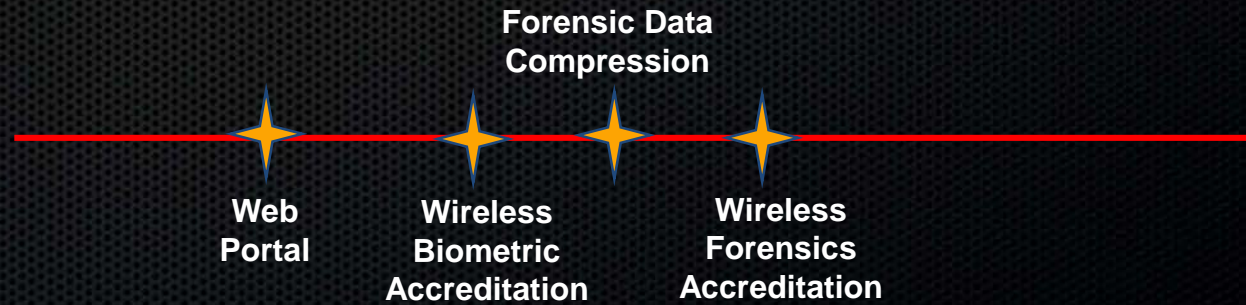 Forensic Data
Compression
Web
Portal
Wireless
Biometric
Accreditation
Wireless
Forensics
Accreditation